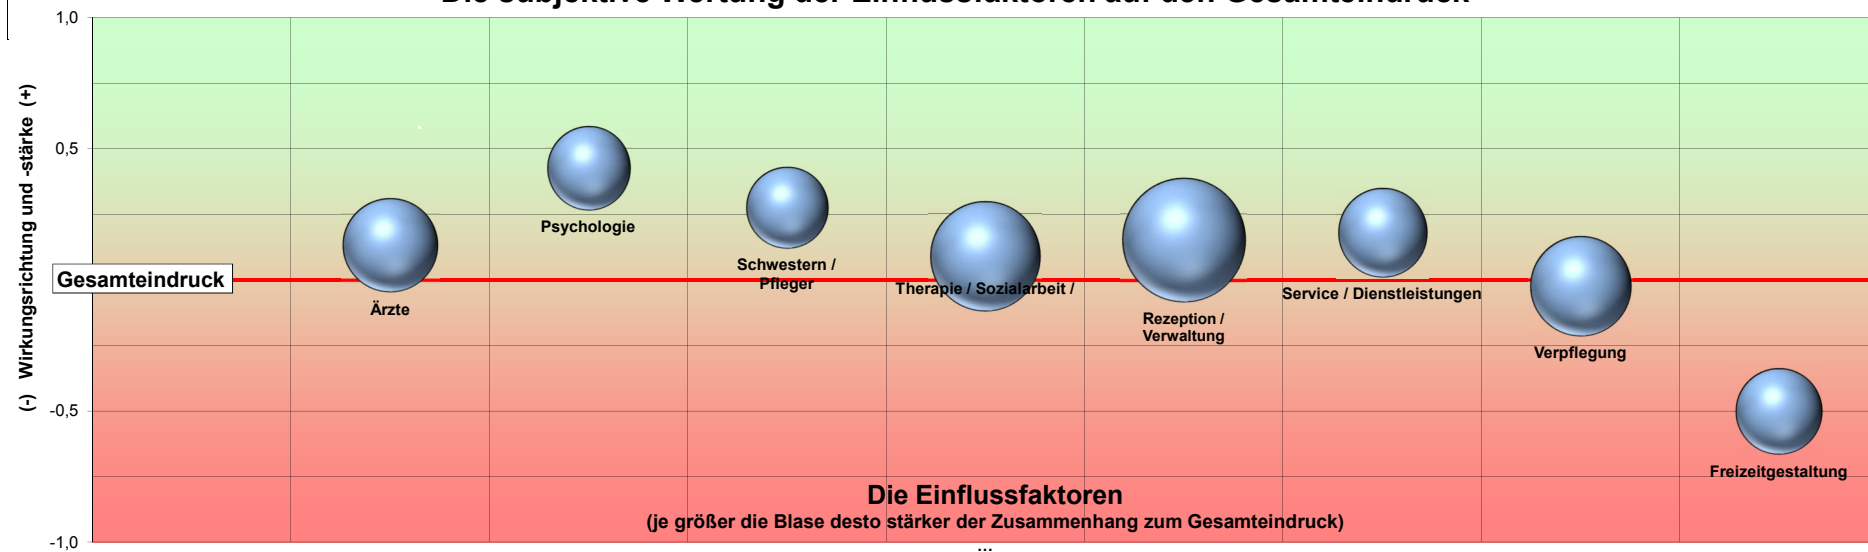 Die subjektive Wertung der Einflussfaktoren auf den Gesamteindruck
1,0
0,5
-0,5
-1,0
(-) Wirkungsrichtung und -stärke (+)
Gesamteindruck
Ärzte
Psychologie
Schwestern /
Pfleger
Therapie / Sozialarbeit /
Rezeption /
Verwaltung
Service / Dienstleistungen
Verpflegung
Freizeitgestaltung
Die Einflussfaktoren
(je größer die Blase desto stärker der Zusammenhang zum Gesamteindruck)
...